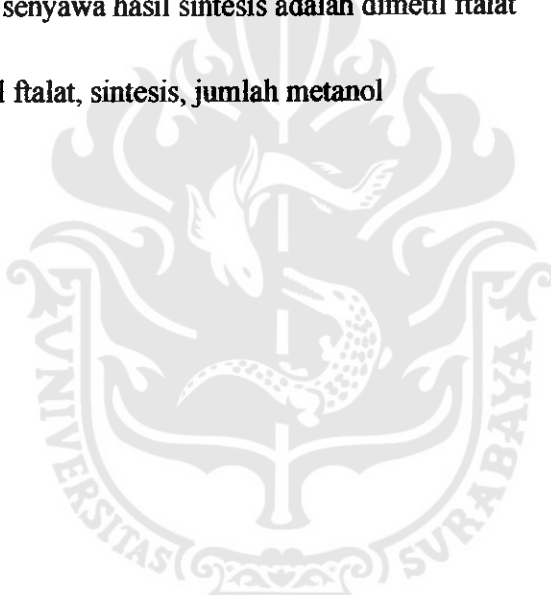 senyawa hasil sintesis adalah dimetil ftalat
ftalat, sintesis, jumlah metanol
UNIVERSITAS SURABAYA